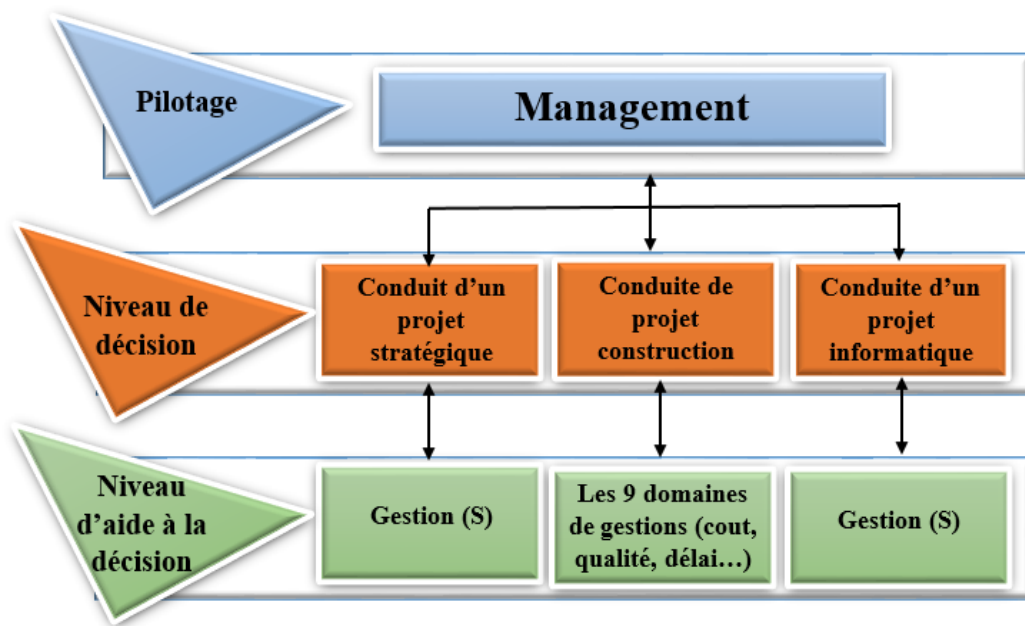 Pilotage
Management
Niveau de
décision
Conduit d’un
projet
stratégique
Conduite de
projet
construction
Conduite d’un
projet
informatique
Niveau
d’aide à la
décision
Gestion (S)
Les 9 domaines
de gestions (cout,
qualité, délai…)
Gestion (S)